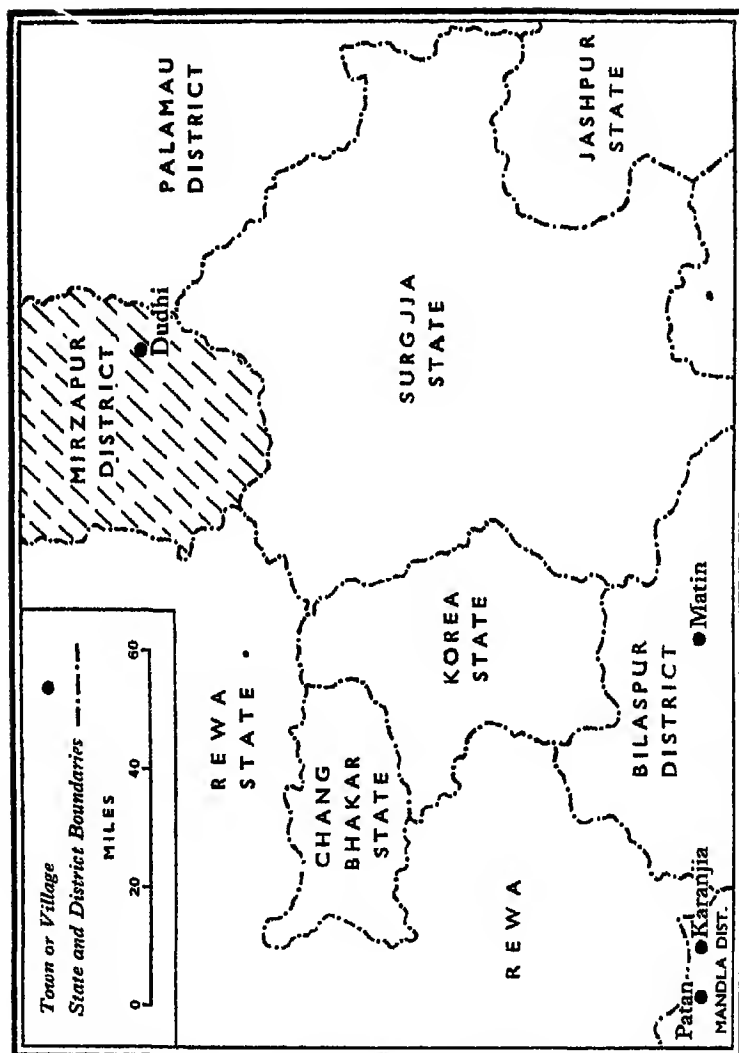 Town or Village
State and District Boundaries
MILES
0 20 40 60
MIRZAPUR
DISTRICT
Dudhi
PALAMAU
DISTRICT
REWA
STATE
CHANG
BHAKAR
STATE
KOREA
STATE
SURGJIA
STATE
JASHPUR
STATE
REWA
BILASPUR
DISTRICT
Matin
Patan
Karanjia
MANDLA DIST.